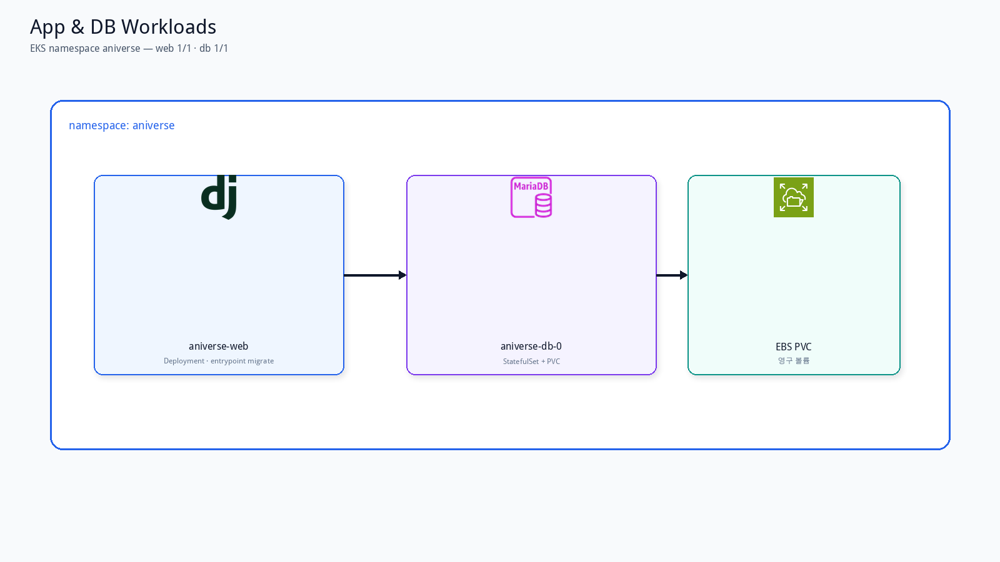 App & DB Workloads
EKS namespace aniverse — web 1/1 · db 1/1
namespace: aniverse
dj
MariaDB
aniverse-web
Deployment · entrypoint migrate
aniverse-db-0
StatefulSet + PVC
EBS PVC
영구 볼륨